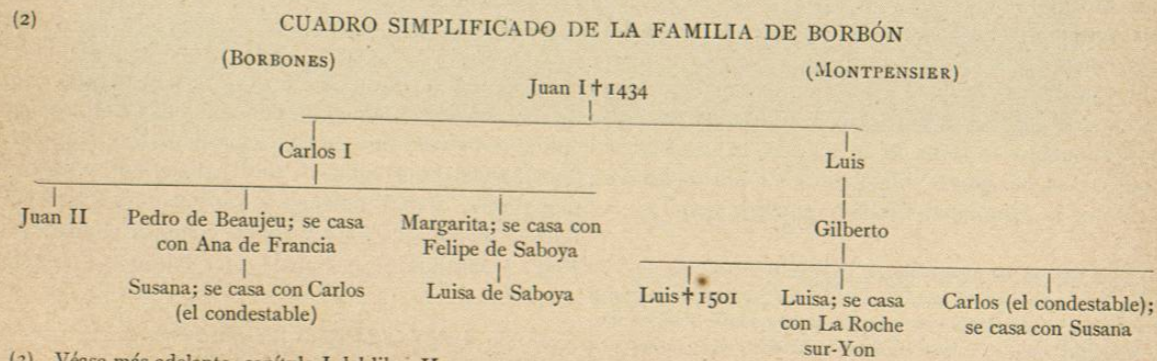 (2)
CUADRO SIMPLIFICADO DE LA FAMILIA DE BORBÓN
(BORBONES)
(MONTPENSIER)
Juan I † 1434
Carlos I
Luis
Juan II
Pedro de Beaujeu; se casa
con Ana de Francia
Margarita; se casa con
Felipe de Saboya
Gilberto
Susana; se casa con Carlos
(el condestable)
Luisa de Saboya
Luis † 1501
Luisa; se casa
con La Roche
sur-Yon
Carlos (el condestable);
se casa con Susana